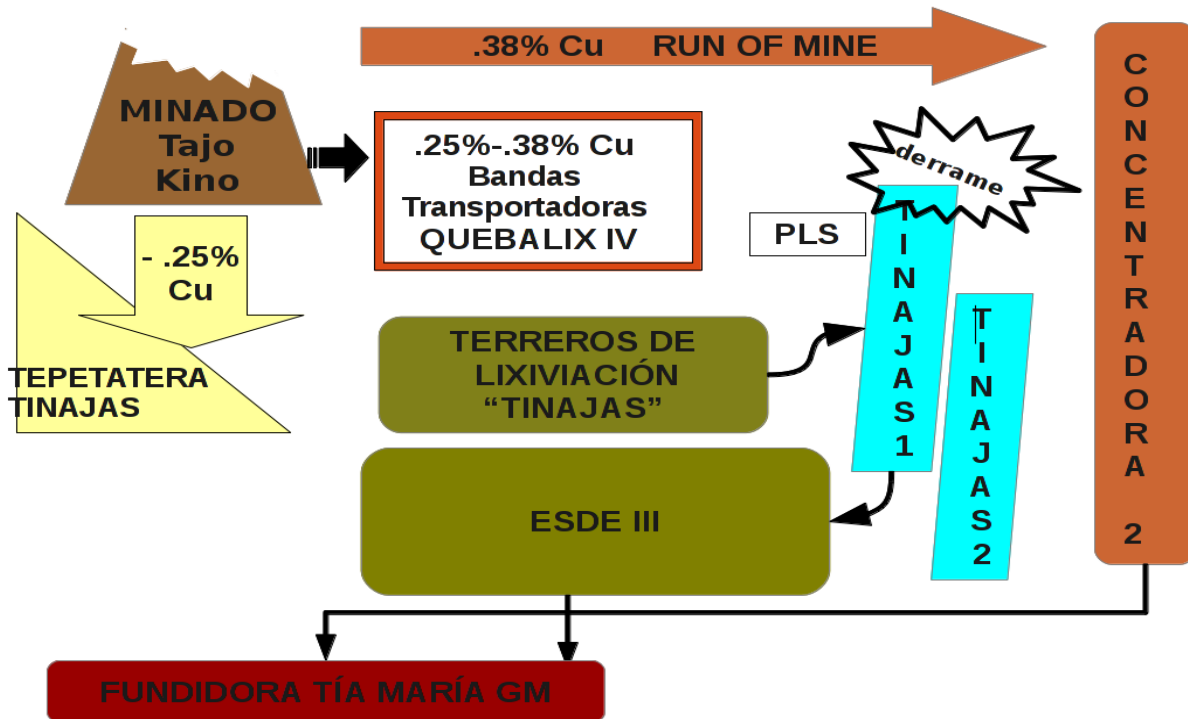 .38% Cu RUN OF MINE
MINADO
Tajo
Kino
.25%-.38% Cu
Bandas
Transportadoras
QUEBALIX IV
derrame
- .25%
Cu
TEPETATERA
TINAJAS
PLS
TERREROS DE
LIXIVIACIÓN
“TINAJAS”
TINAJAS1
TINAJAS2
ESDE III
CONCENTRADORA 2
FUNDIDORA TÍA MARÍA GM